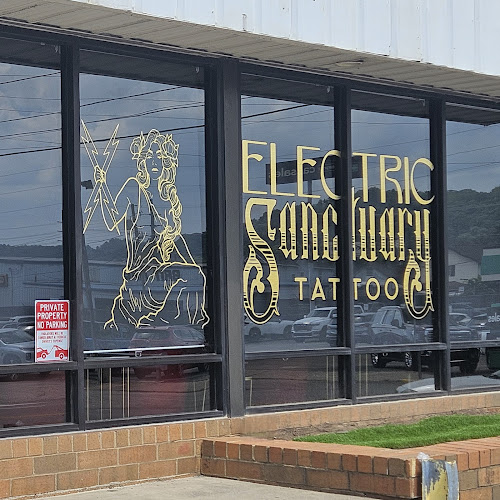 ELECTRIC
Sanctuary
TATTOO
PRIVATE
PROPERTY
NO PARKING